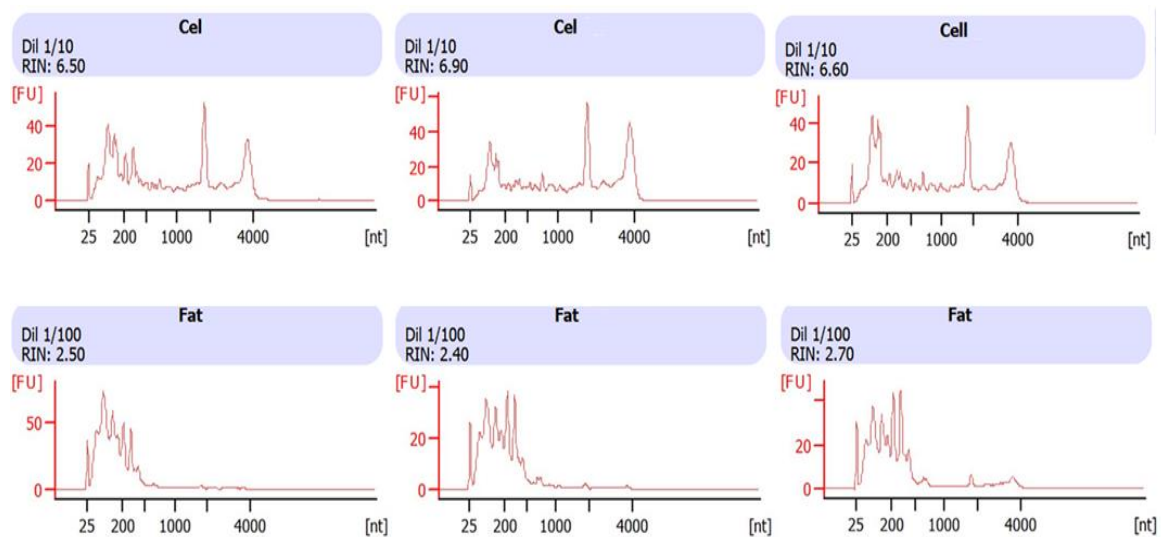 Cel
Dil 1/10
RIN: 6.50
[FU]
40
20
0
25 200 1000 4000 [nt]
Cel
Dil 1/10
RIN: 6.90
[FU]
40
20
0
25 200 1000 4000 [nt]
Cell
Dil 1/10
RIN: 6.60
[FU]
40
20
0
25 200 1000 4000 [nt]
Fat
Dil 1/100
RIN: 2.50
[FU]
50
0
25 200 1000 4000 [nt]
Fat
Dil 1/100
RIN: 2.40
[FU]
20
0
25 200 1000 4000 [nt]
Fat
Dil 1/100
RIN: 2.70
[FU]
20
0
25 200 1000 4000 [nt]